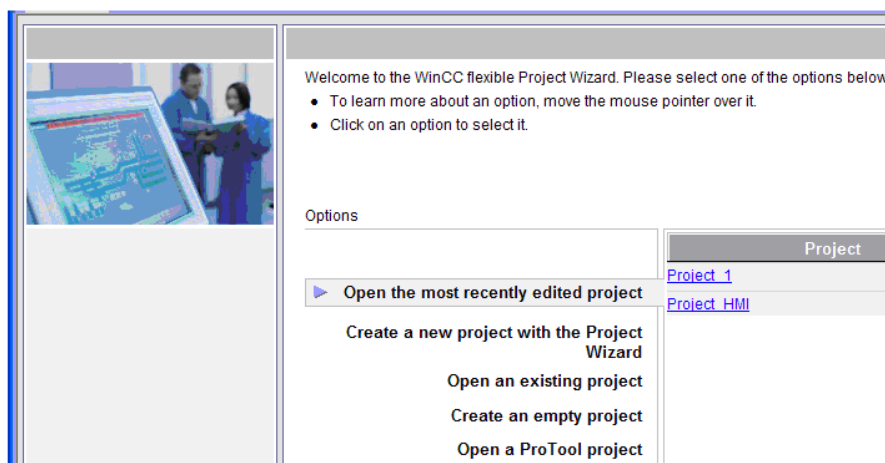 Welcome to the WinCC flexible Project Wizard. Please select one of the options below
• To learn more about an option, move the mouse pointer over it.
• Click on an option to select it.
Options
Project
Project_1
Open the most recently edited project
Project_HMI
Create a new project with the Project
Wizard
Open an existing project
Create an empty project
Open a ProTool project